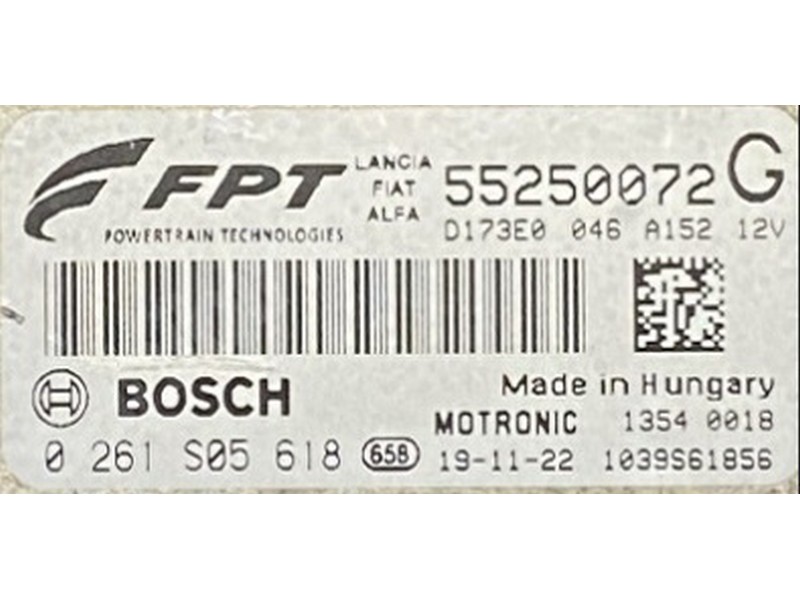 FPT
POWERTRAIN TECHNOLOGIES
LANCIA
FIAT
ALFA
55250072 G
D173E0 046 A152 12V
BOSCH
Made in Hungary
MOTRONIC 1354 0018
0 261 S05 618 658 19-11-22 1039S61856